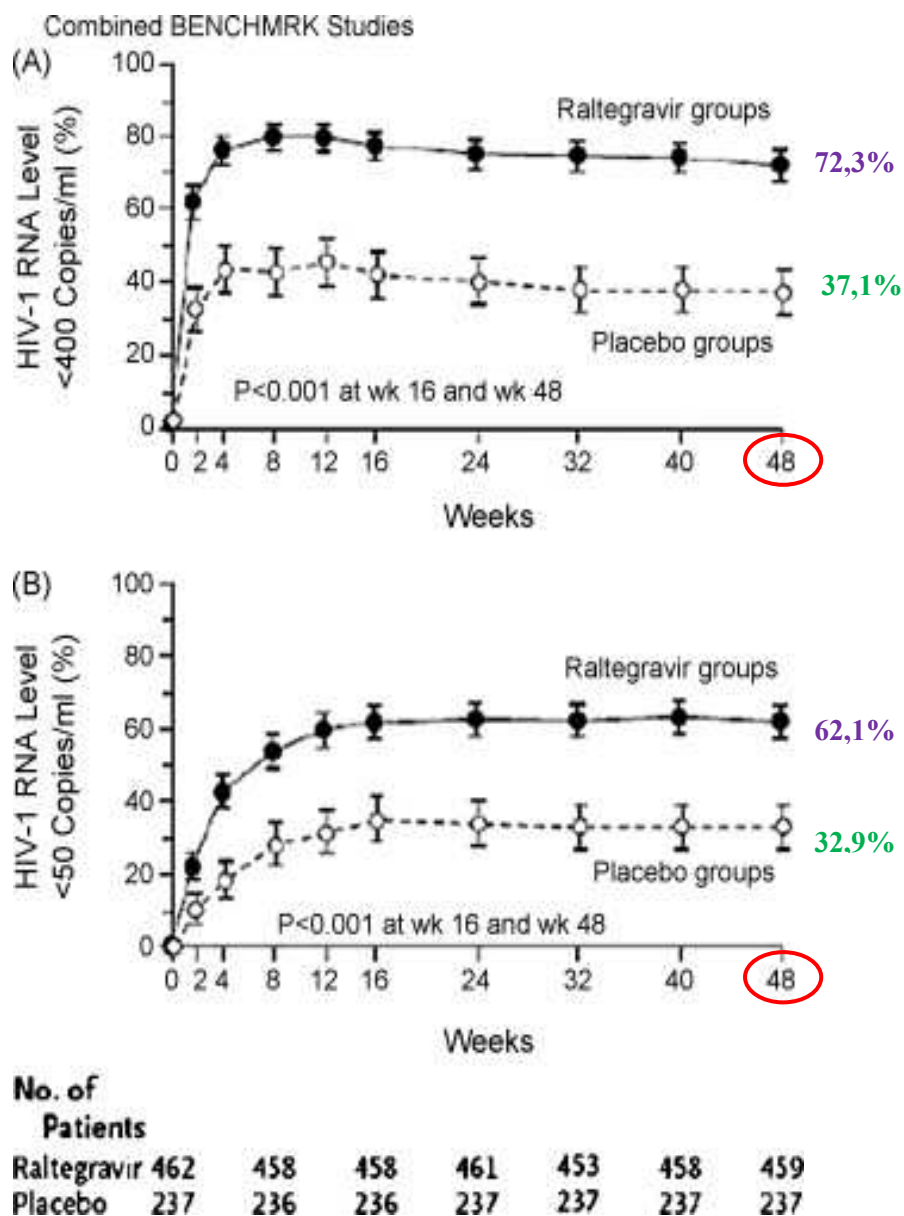 Combined BENCHMRK Studies
(A)
HIV-1 RNA Level
<400 Copies/ml (%)
100
80
60
40
20
0
Raltegravir groups
72,3%
37,1%
Placebo groups
P<0.001 at wk 16 and wk 48
0 2 4 8 12 16 24 32 40 48
Weeks
(B)
HIV-1 RNA Level
<50 Copies/ml (%)
100
80
60
40
20
0
Raltegravir groups
62,1%
32,9%
Placebo groups
P<0.001 at wk 16 and wk 48
0 2 4 8 12 16 24 32 40 48
Weeks
No. of
Patients
Raltegravir 462 458 458 461 453 458 459
Placebo 237 236 236 237 237 237 237